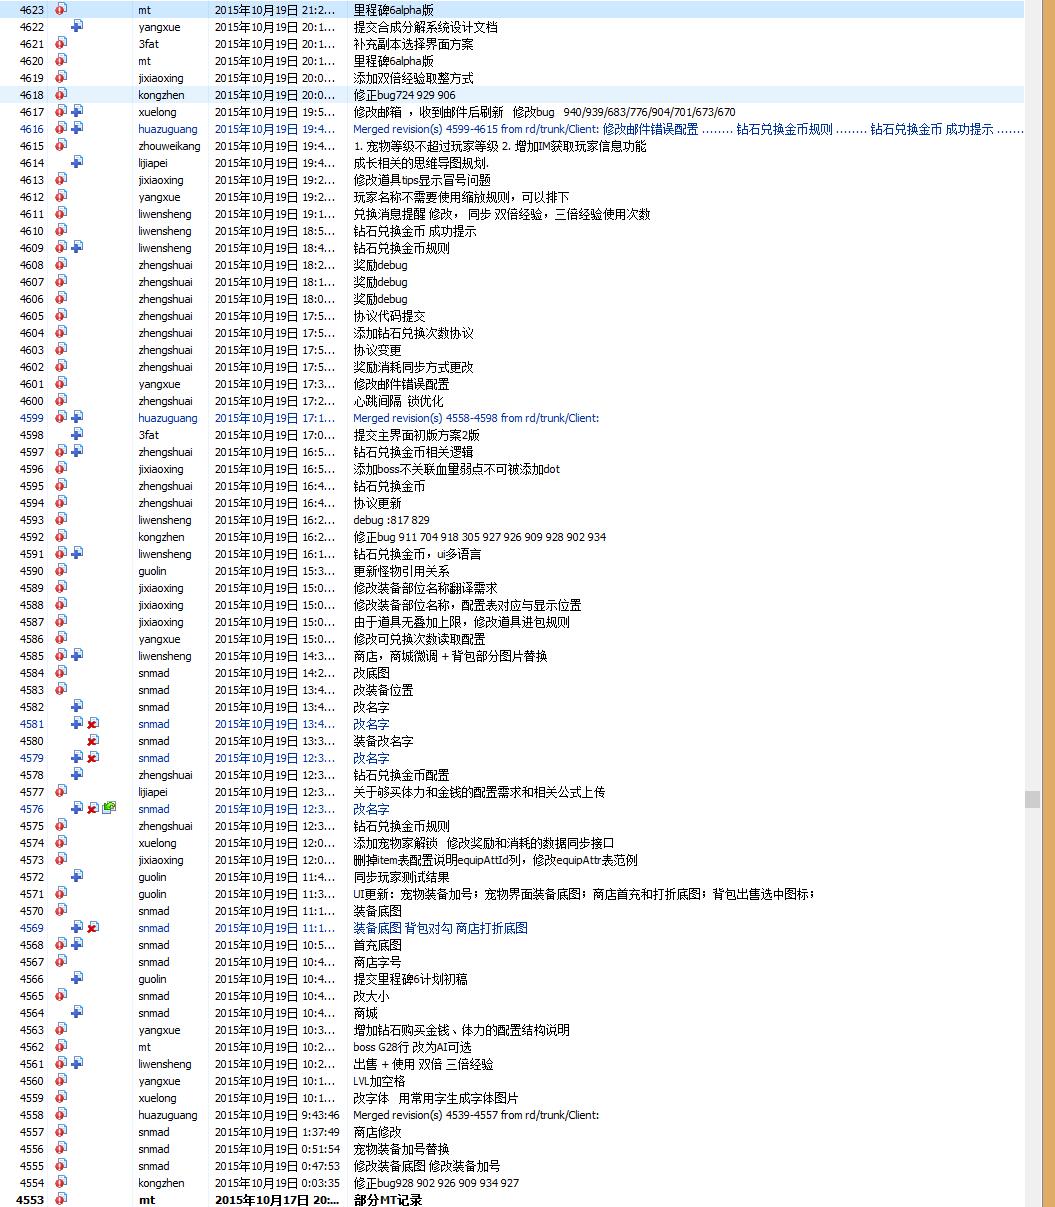 4623 mt 2015年10月19日 21:2... 里程碑6alpha版
4622 yangxue 2015年10月19日 20:1... 提交合成分解系统设计文档
4621 3fat 2015年10月19日 20:1... 补充副本选择界面方案
4620 mt 2015年10月19日 20:1... 里程碑6alpha版
4619 jixiaoxing 2015年10月19日 20:0... 添加双倍经验取整方式
4618 kongzhen 2015年10月19日 20:0... 修正bug724 929 906
4617 xuelong 2015年10月19日 19:5... 修改邮箱 ，收到邮件后刷新 修改bug 940/939/683/776/904/701/673/670
4616 huazuguang 2015年10月19日 19:4... Merged revision(s) 4599-4615 from rd/trunk/Client: 修改邮件错误配置 ........ 钻石兑换金币规则 ........ 钻石兑换金币 成功提示 .......
4615 zhouweikang 2015年10月19日 19:4... 1. 宠物等级不超过玩家等级 2. 增加IM获取玩家信息功能
4614 lijiapei 2015年10月19日 19:4... 成长相关的思维导图规划.
4613 jixiaoxing 2015年10月19日 19:2... 修改道具tips显示冒号问题
4612 yangxue 2015年10月19日 19:2... 玩家名称不需要使用缩放规则，可以排下
4611 liwensheng 2015年10月19日 19:1... 兑换消息提醒 修改， 同步 双倍经验，三倍经验使用次数
4610 liwensheng 2015年10月19日 18:5... 钻石兑换金币 成功提示
4609 liwensheng 2015年10月19日 18:4... 钻石兑换金币规则
4608 zhengshuai 2015年10月19日 18:2... 奖励debug
4607 zhengshuai 2015年10月19日 18:1... 奖励debug
4606 zhengshuai 2015年10月19日 18:0... 奖励debug
4605 zhengshuai 2015年10月19日 17:5... 协议代码提交
4604 zhengshuai 2015年10月19日 17:5... 添加钻石兑换次数协议
4603 zhengshuai 2015年10月19日 17:5... 协议变更
4602 zhengshuai 2015年10月19日 17:5... 奖励消耗同步方式更改
4601 yangxue 2015年10月19日 17:3... 修改邮件错误配置
4600 zhengshuai 2015年10月19日 17:2... 心跳间隔 锁优化
4599 huazuguang 2015年10月19日 17:1... Merged revision(s) 4558-4598 from rd/trunk/Client:
4598 3fat 2015年10月19日 17:0... 提交主界面初版方案2版
4597 zhengshuai 2015年10月19日 16:5... 钻石兑换金币相关逻辑
4596 jixiaoxing 2015年10月19日 16:5... 添加boss不关联血量弱点不可被添加dot
4595 zhengshuai 2015年10月19日 16:4... 钻石兑换金币
4594 zhengshuai 2015年10月19日 16:4... 协议更新
4593 liwensheng 2015年10月19日 16:2... debug :817 829
4592 kongzhen 2015年10月19日 16:2... 修正bug 911 704 918 305 927 926 909 928 902 934
4591 liwensheng 2015年10月19日 16:1... 钻石兑换金币，ui多语言
4590 guolin 2015年10月19日 15:3... 更新怪物引用关系
4589 jixiaoxing 2015年10月19日 15:0... 修改装备部位名称翻译需求
4588 jixiaoxing 2015年10月19日 15:0... 修改装备部位名称，配置表对应与显示位置
4587 jixiaoxing 2015年10月19日 15:0... 由于道具无叠加上限，修改道具进包规则
4586 yangxue 2015年10月19日 15:0... 修改可兑换次数读取配置
4585 liwensheng 2015年10月19日 14:3... 商店，商城微调 + 背包部分图片替换
4584 snmad 2015年10月19日 14:2... 改底图
4583 snmad 2015年10月19日 13:4... 改装备位置
4582 snmad 2015年10月19日 13:4... 改名字
4581 snmad 2015年10月19日 13:4... 改名字
4580 snmad 2015年10月19日 13:3... 装备改名字
4579 snmad 2015年10月19日 12:3... 改名字
4578 zhengshuai 2015年10月19日 12:3... 钻石兑换金币配置
4577 lijiapei 2015年10月19日 12:3... 关于够买体力和金钱的配置需求和相关公式上传
4576 snmad 2015年10月19日 12:3... 改名字
4575 zhengshuai 2015年10月19日 12:3... 钻石兑换金币规则
4574 xuelong 2015年10月19日 12:0... 添加宠物家解锁 修改奖励和消耗的数据同步接口
4573 jixiaoxing 2015年10月19日 12:0... 删掉item表配置说明equipAttId列，修改equipAttr表范例
4572 guolin 2015年10月19日 11:4... 同步玩家测试结果
4571 guolin 2015年10月19日 11:3... UI更新：宠物装备加号；宠物界面装备底图；商店首充和打折底图；背包出售选中图标；
4570 snmad 2015年10月19日 11:1... 装备底图
4569 snmad 2015年10月19日 11:1... 装备底图 背包对勾 商店打折底图
4568 snmad 2015年10月19日 10:5... 首充底图
4567 snmad 2015年10月19日 10:4... 商店字号
4566 guolin 2015年10月19日 10:4... 提交里程碑6计划初稿
4565 snmad 2015年10月19日 10:4... 改大小
4564 snmad 2015年10月19日 10:4... 商城
4563 yangxue 2015年10月19日 10:3... 增加钻石购买金钱、体力的配置结构说明
4562 mt 2015年10月19日 10:2... boss G28行 改为AI可选
4561 liwensheng 2015年10月19日 10:2... 出售 + 使用 双倍 三倍经验
4560 yangxue 2015年10月19日 10:1... LVL加空格
4559 xuelong 2015年10月19日 10:1... 改字体 用常用字生成字体图片
4558 huazuguang 2015年10月19日 9:43:46 Merged revision(s) 4539-4557 from rd/trunk/Client:
4557 snmad 2015年10月19日 1:37:49 商店修改
4556 snmad 2015年10月19日 0:51:54 宠物装备加号替换
4555 snmad 2015年10月19日 0:47:53 修改装备底图 修改装备加号
4554 kongzhen 2015年10月19日 0:03:35 修正bug928 902 926 909 934 927
4553 mt 2015年10月17日 20:... 部分MT记录